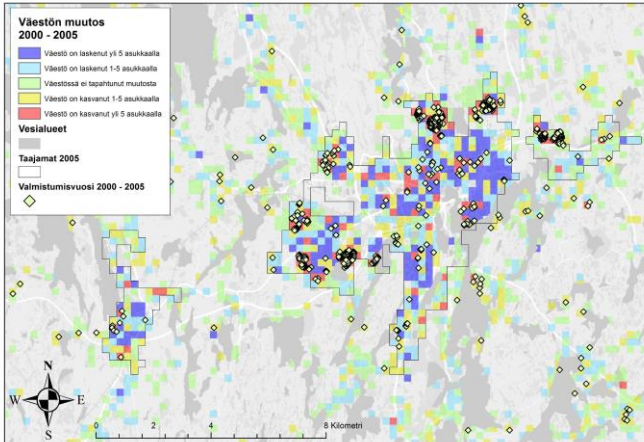 Väestön muutos
2000 - 2005
Väestö on laskenut yli 5 asukkaalla
Väestö on laskenut 1-5 asukkaalla
Väestössä ei tapahtunut muutosta
Väestö on kasvanut 1-5 asukkaalla
Väestö on kasvanut yli 5 asukkaalla
Vesialueet
Taajamat 2005
Valmistumisvuosi 2000 - 2005
N
W E
S
0 2 4 8 Kilometri